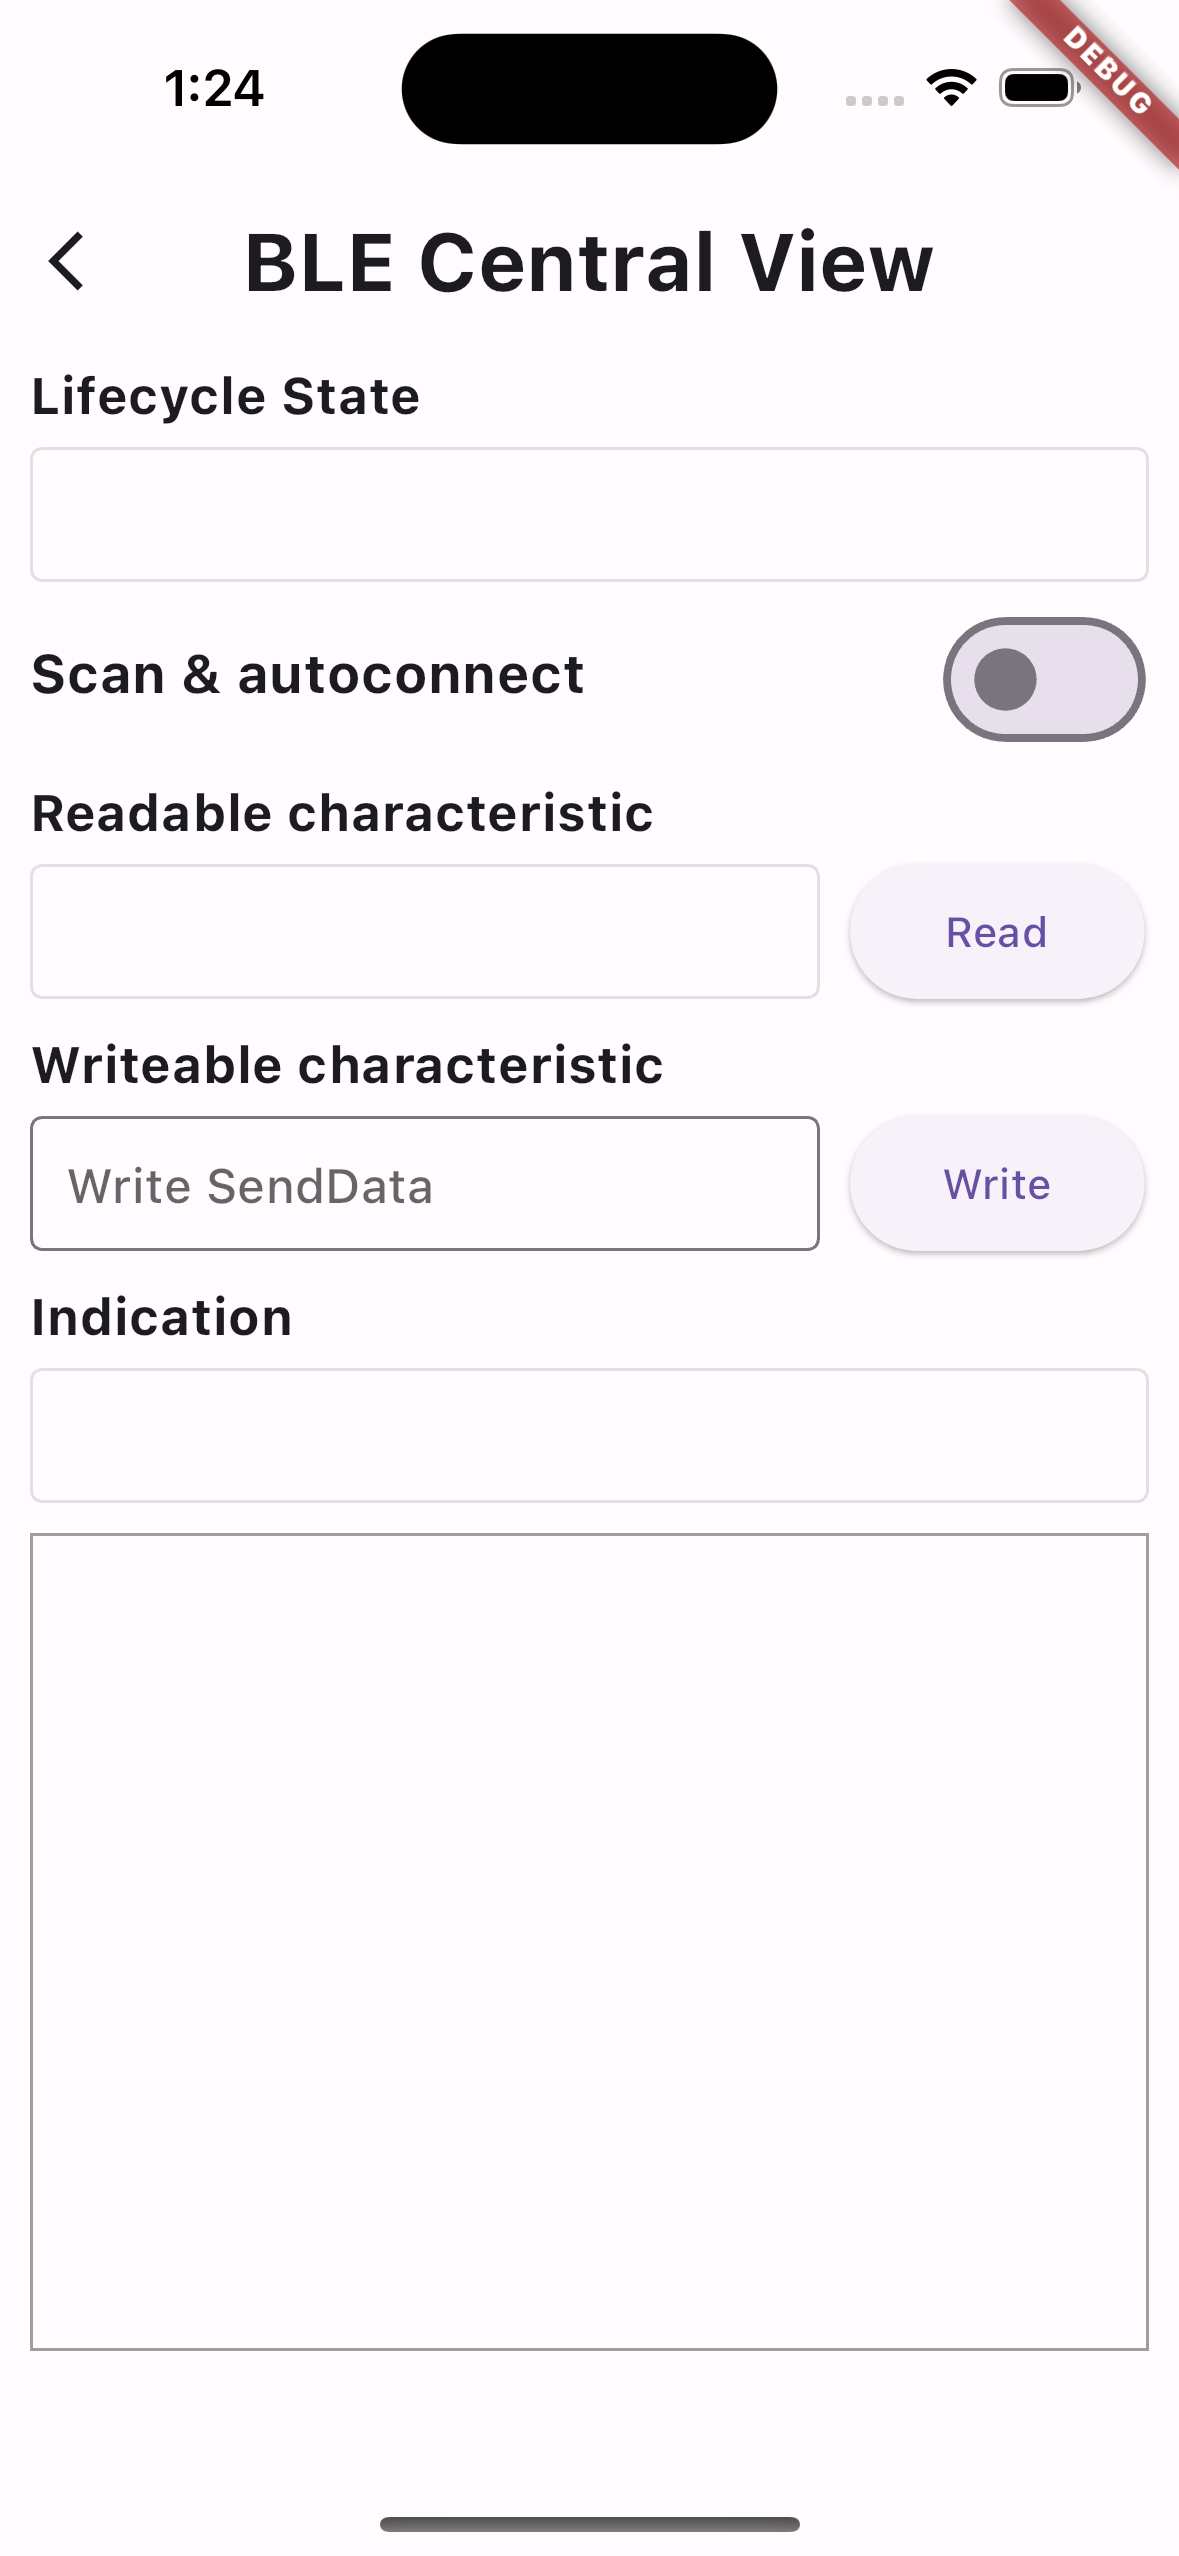 1:24
DEBUG
BLE Central View
Lifecycle State
Scan & autoconnect
Readable characteristic
Read
Writeable characteristic
Write SendData
Write
Indication